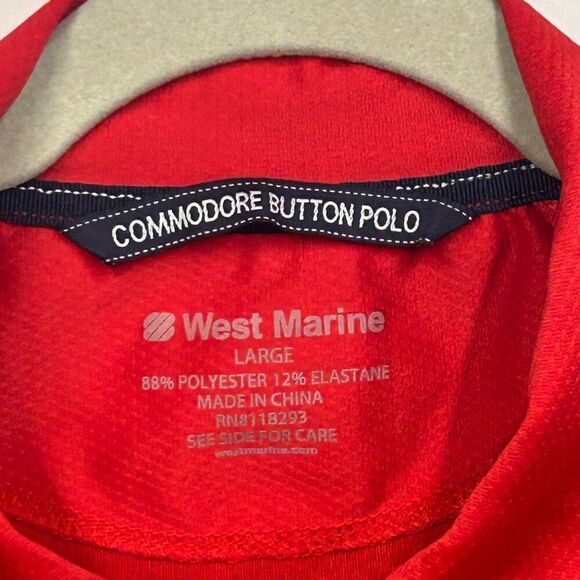 COMMODORE BUTTON POLO
West Marine
LARGE
88% POLYESTER 12% ELASTANE
MADE IN CHINA
RN#118293
SEE SIDE FOR CARE
westmarine.com